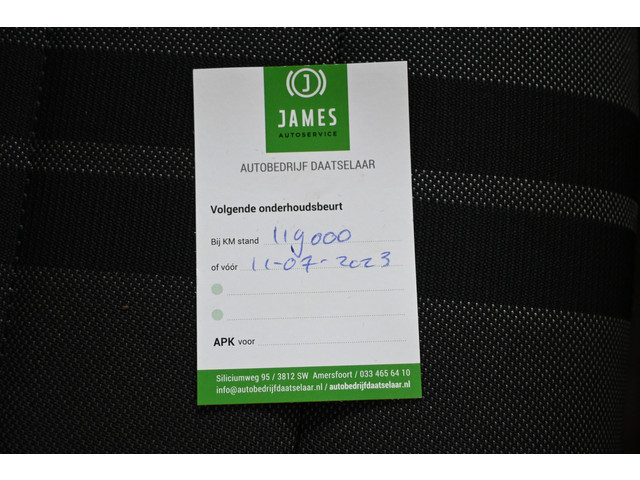 J
JAMES
AUTOSERVICE
AUTOBEDRIJF DAATSELAAR
Volgende onderhoudsbeurt
Bij KM stand 119000
of vóór 11-07-2023
APK voor
Siliciumweg 95 / 3812 SW Amersfoort / 033 465 64 10
info@autobedrijfdaatselaar.nl / autobedrijfdaatselaar.nl